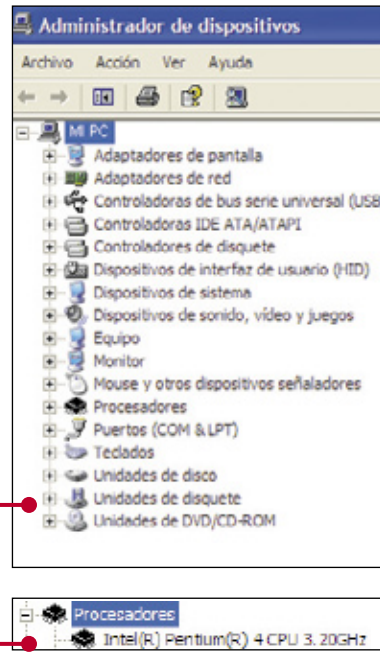 Administrador de dispositivos
Archivo Acción Ver Ayuda
MI PC
Adaptadores de pantalla
Adaptadores de red
Controladoras de bus serie universal (USB
Controladoras IDE ATA/ATAPI
Controladores de disquete
Dispositivos de interfaz de usuario (HID)
Dispositivos de sistema
Dispositivos de sonido, vídeo y juegos
Equipo
Monitor
Mouse y otros dispositivos señaladores
Procesadores
Puertos (COM & LPT)
Teclados
Unidades de disco
Unidades de disquete
Unidades de DVD/CD-ROM
Procesadores
Intel(R) Pentium(R) 4 CPU 3.20GHz